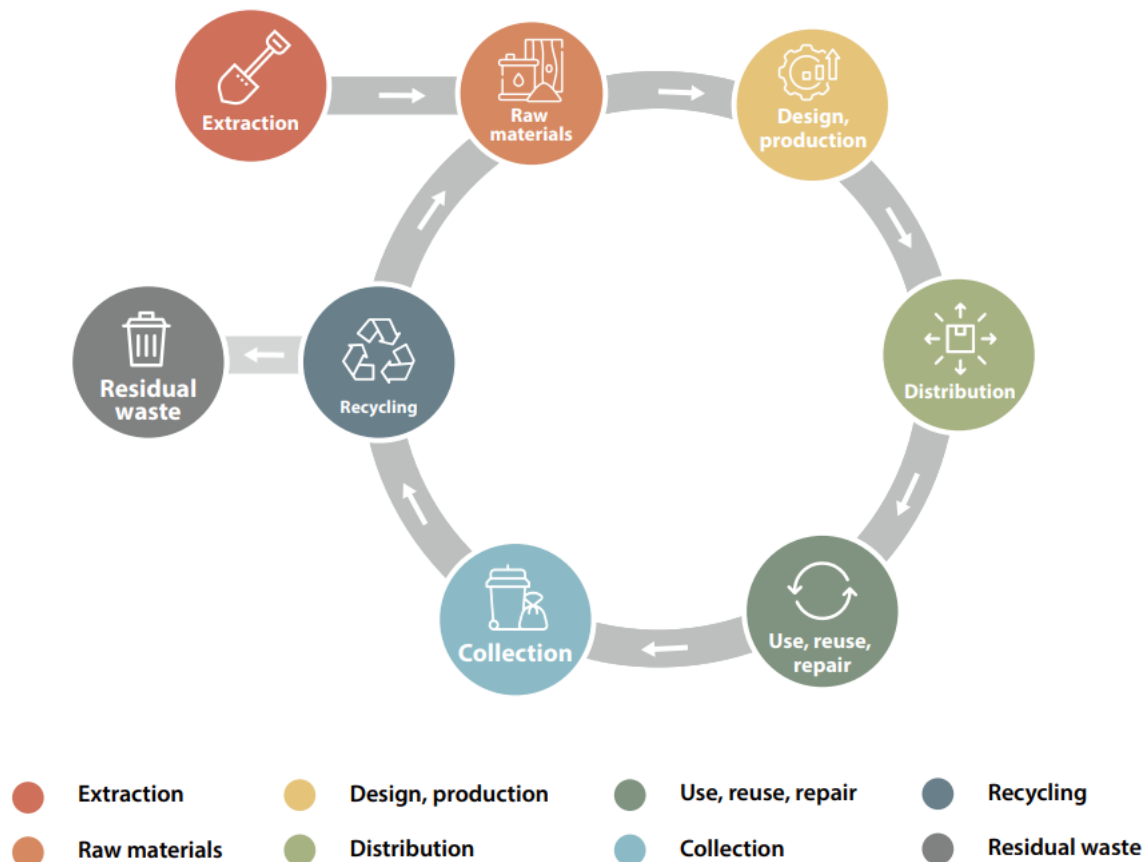 Extraction
Raw
materials
Design,
production
Residual
waste
Recycling
Distribution
Collection
Use, reuse,
repair
Extraction
Design, production
Use, reuse, repair
Recycling
Raw materials
Distribution
Collection
Residual waste